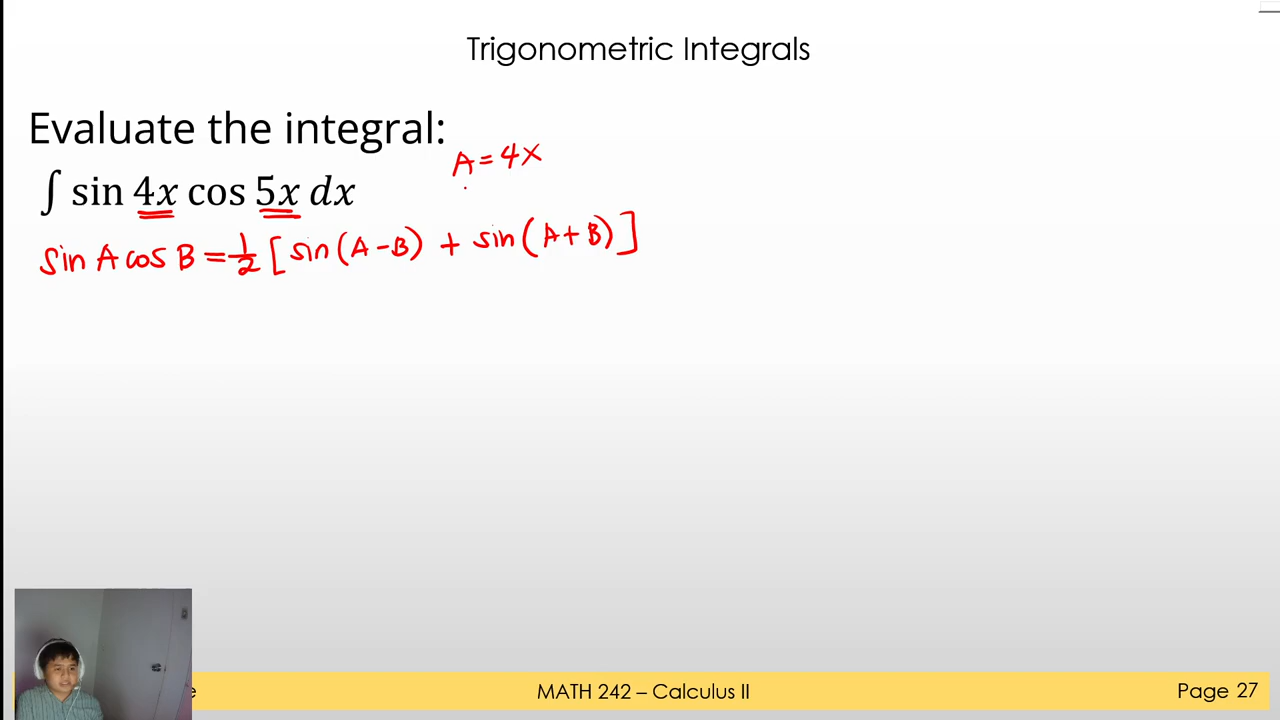 Trigonometric Integrals
Evaluate the integral:
A = 4x
∫ sin 4x cos 5x dx
sin A cos B = 1/2 [ sin (A - B) + sin (A + B) ]
e MATH 242 – Calculus II Page 27